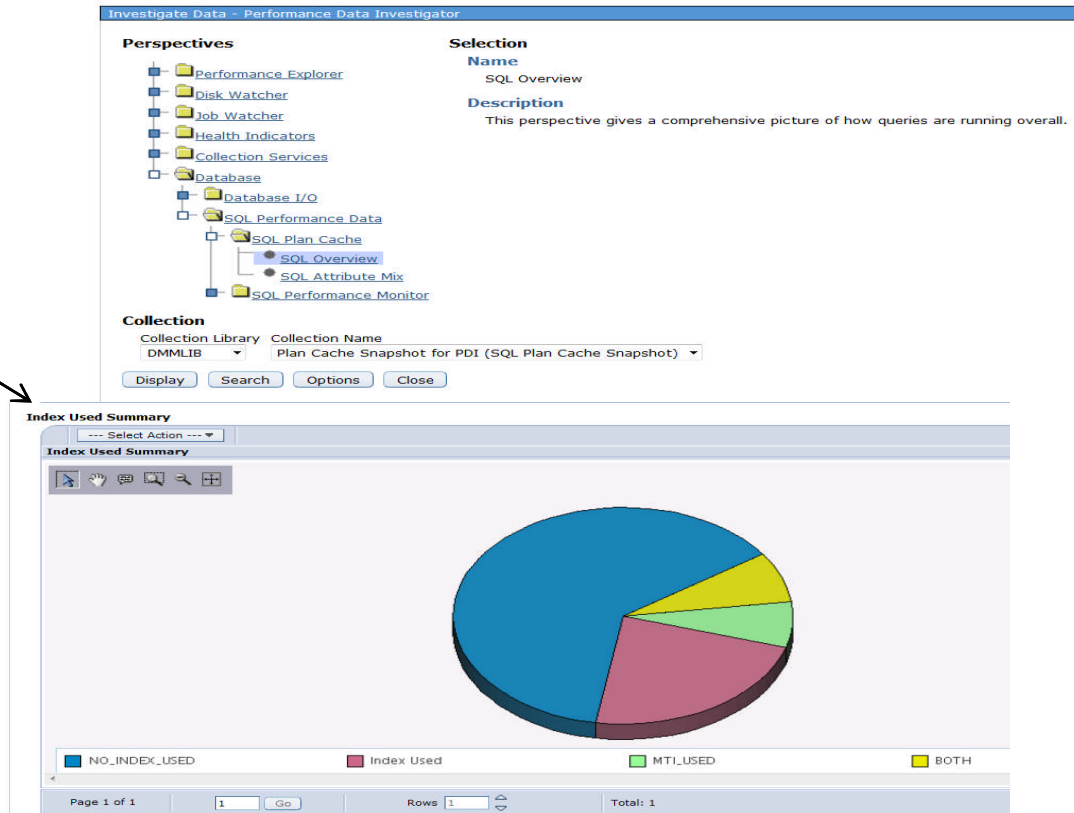 Investigate Data - Performance Data Investigator
Perspectives
Performance Explorer
Disk Watcher
Job Watcher
Health Indicators
Collection Services
Database
Database I/O
SQL Performance Data
SQL Plan Cache
SQL Overview
SQL Attribute Mix
SQL Performance Monitor
Selection
Name
SQL Overview
Description
This perspective gives a comprehensive picture of how queries are running overall.
Collection
Collection Library Collection Name
DMMLIB Plan Cache Snapshot for PDI (SQL Plan Cache Snapshot)
Display Search Options Close
Index Used Summary
--- Select Action ---
Index Used Summary
NO_INDEX_USED Index Used MTI_USED BOTH
Page 1 of 1 1 Go Rows 1 Total: 1